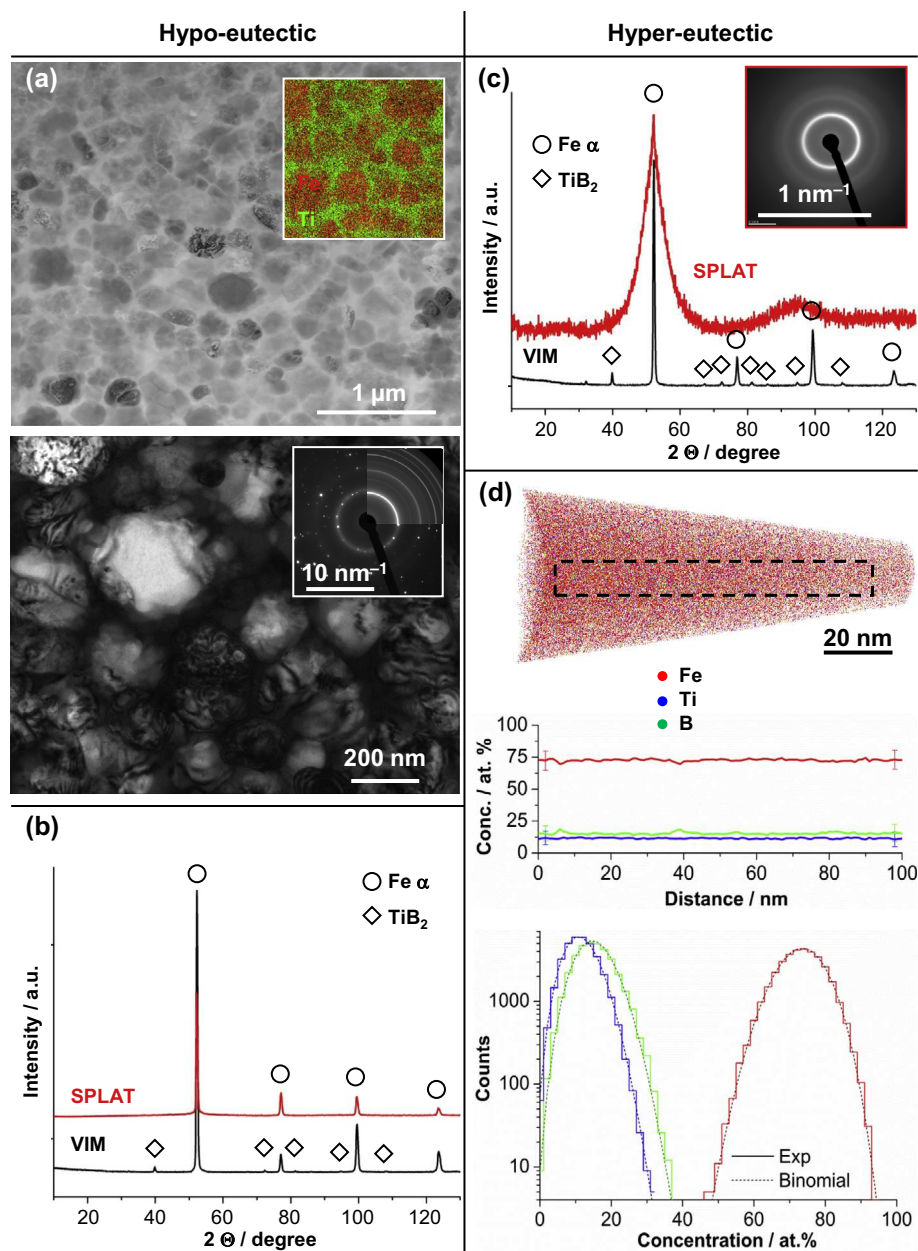 Hypo-eutectic
Hyper-eutectic
(a)
Fe
Ti
1 µm
10 nm⁻¹
200 nm
(b)
Intensity / a.u.
Fe α
TiB₂
SPLAT
VIM
20 40 60 80 100 120
2 Θ / degree
(c)
Intensity / a.u.
Fe α
TiB₂
1 nm⁻¹
SPLAT
VIM
20 40 60 80 100 120
2 Θ / degree
(d)
20 nm
Fe
Ti
B
Conc. / at. %
100
75
50
25
0
0 20 40 60 80 100
Distance / nm
Counts
1000
100
10
Exp
Binomial
0 20 40 60 80 100
Concentration / at.%